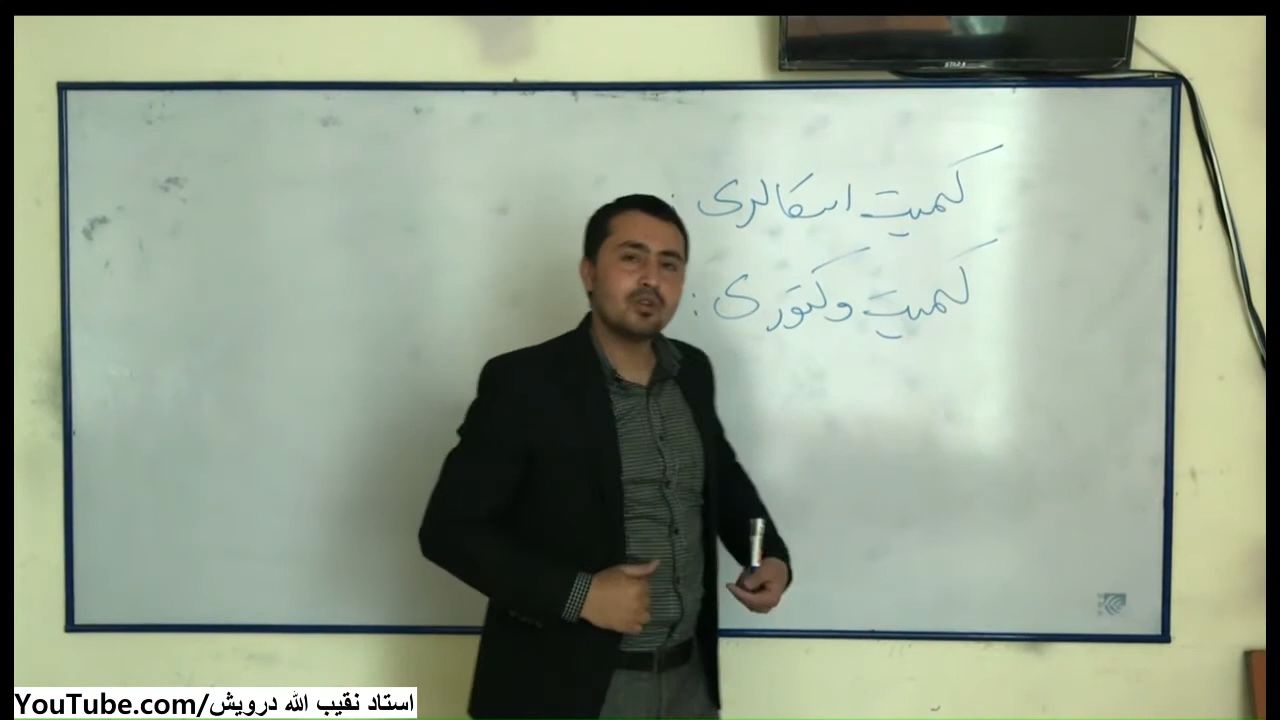 کمیت اسکالری :
کمیت وکتوری :
YouTube.com/استاد نقیب الله درویش